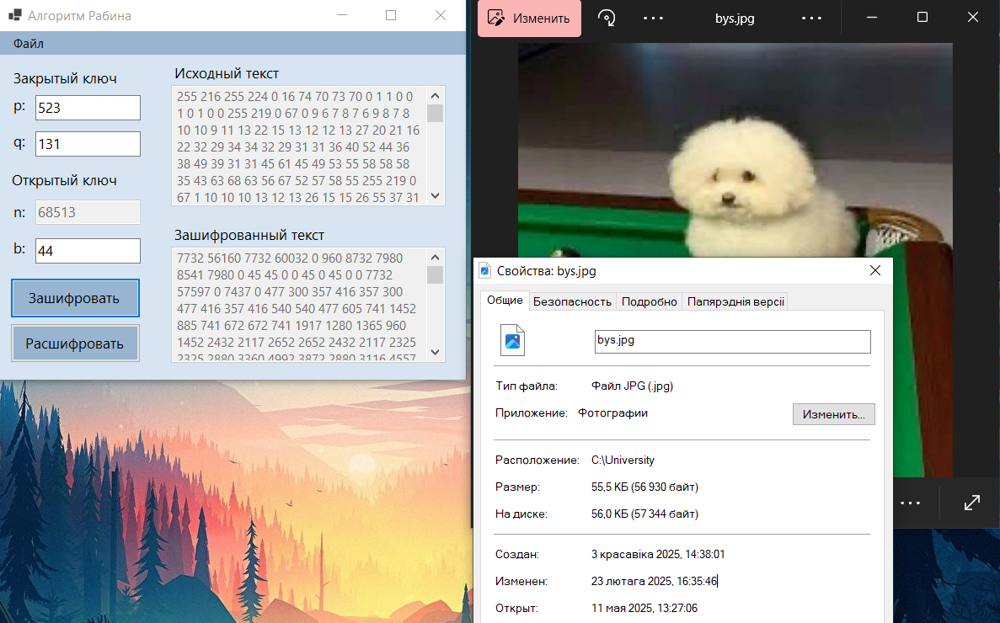 Алгоритм Рабина
Файл
Закрытый ключ
p: 523
q: 131
Открытый ключ
n: 68513
b: 44
Зашифровать
Расшифровать
Исходный текст
255 216 255 224 0 16 74 70 73 70 0 1 1 0 0
1 0 1 0 0 255 219 0 67 0 9 6 7 8 7 6 9 8 7 8
10 10 9 11 13 22 15 13 12 12 13 27 20 21 16
22 32 29 34 34 32 29 31 31 36 40 52 44 36
38 49 39 31 31 45 61 45 49 53 55 58 58 58
35 43 63 68 63 56 67 52 57 58 55 255 219 0
67 1 10 10 10 13 12 13 26 15 15 26 55 37 31
Зашифрованный текст
7732 56160 7732 60032 0 960 8732 7980
8541 7980 0 45 45 0 0 45 0 45 0 0 7732
57597 0 7437 0 477 300 357 416 357 300
477 416 357 416 540 540 477 605 741 1452
885 741 672 672 741 1917 1280 1365 960
1452 2432 2117 2652 2652 2432 2117 2325
2325 2880 3360 4992 3872 2880 3116 4557
Изменить
bys.jpg
Свойства: bys.jpg
Общие
Безопасность
Подробно
Папярэднія версіі
bys.jpg
Тип файла: Файл JPG (.jpg)
Приложение: Фотографии
Изменить...
Расположение: C:\University
Размер: 55,5 КБ (56 930 байт)
На диске: 56,0 КБ (57 344 байт)
Создан: 3 красавіка 2025, 14:38:01
Изменен: 23 лютага 2025, 16:35:46
Открыт: 11 мая 2025, 13:27:06